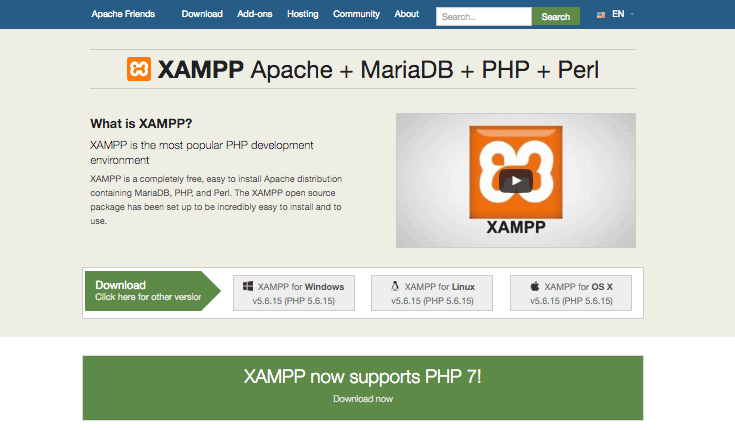 Apache Friends Download Add-ons Hosting Community About Search... Search EN
XAMPP Apache + MariaDB + PHP + Perl
What is XAMPP?
XAMPP is the most popular PHP development
environment
XAMPP is a completely free, easy to install Apache distribution
containing MariaDB, PHP, and Perl. The XAMPP open source
package has been set up to be incredibly easy to install and to
use.
XAMPP
Download
Click here for other version
XAMPP for Windows
v5.6.15 (PHP 5.6.15)
XAMPP for Linux
v5.6.15 (PHP 5.6.15)
XAMPP for OS X
v5.6.15 (PHP 5.6.15)
XAMPP now supports PHP 7!
Download now